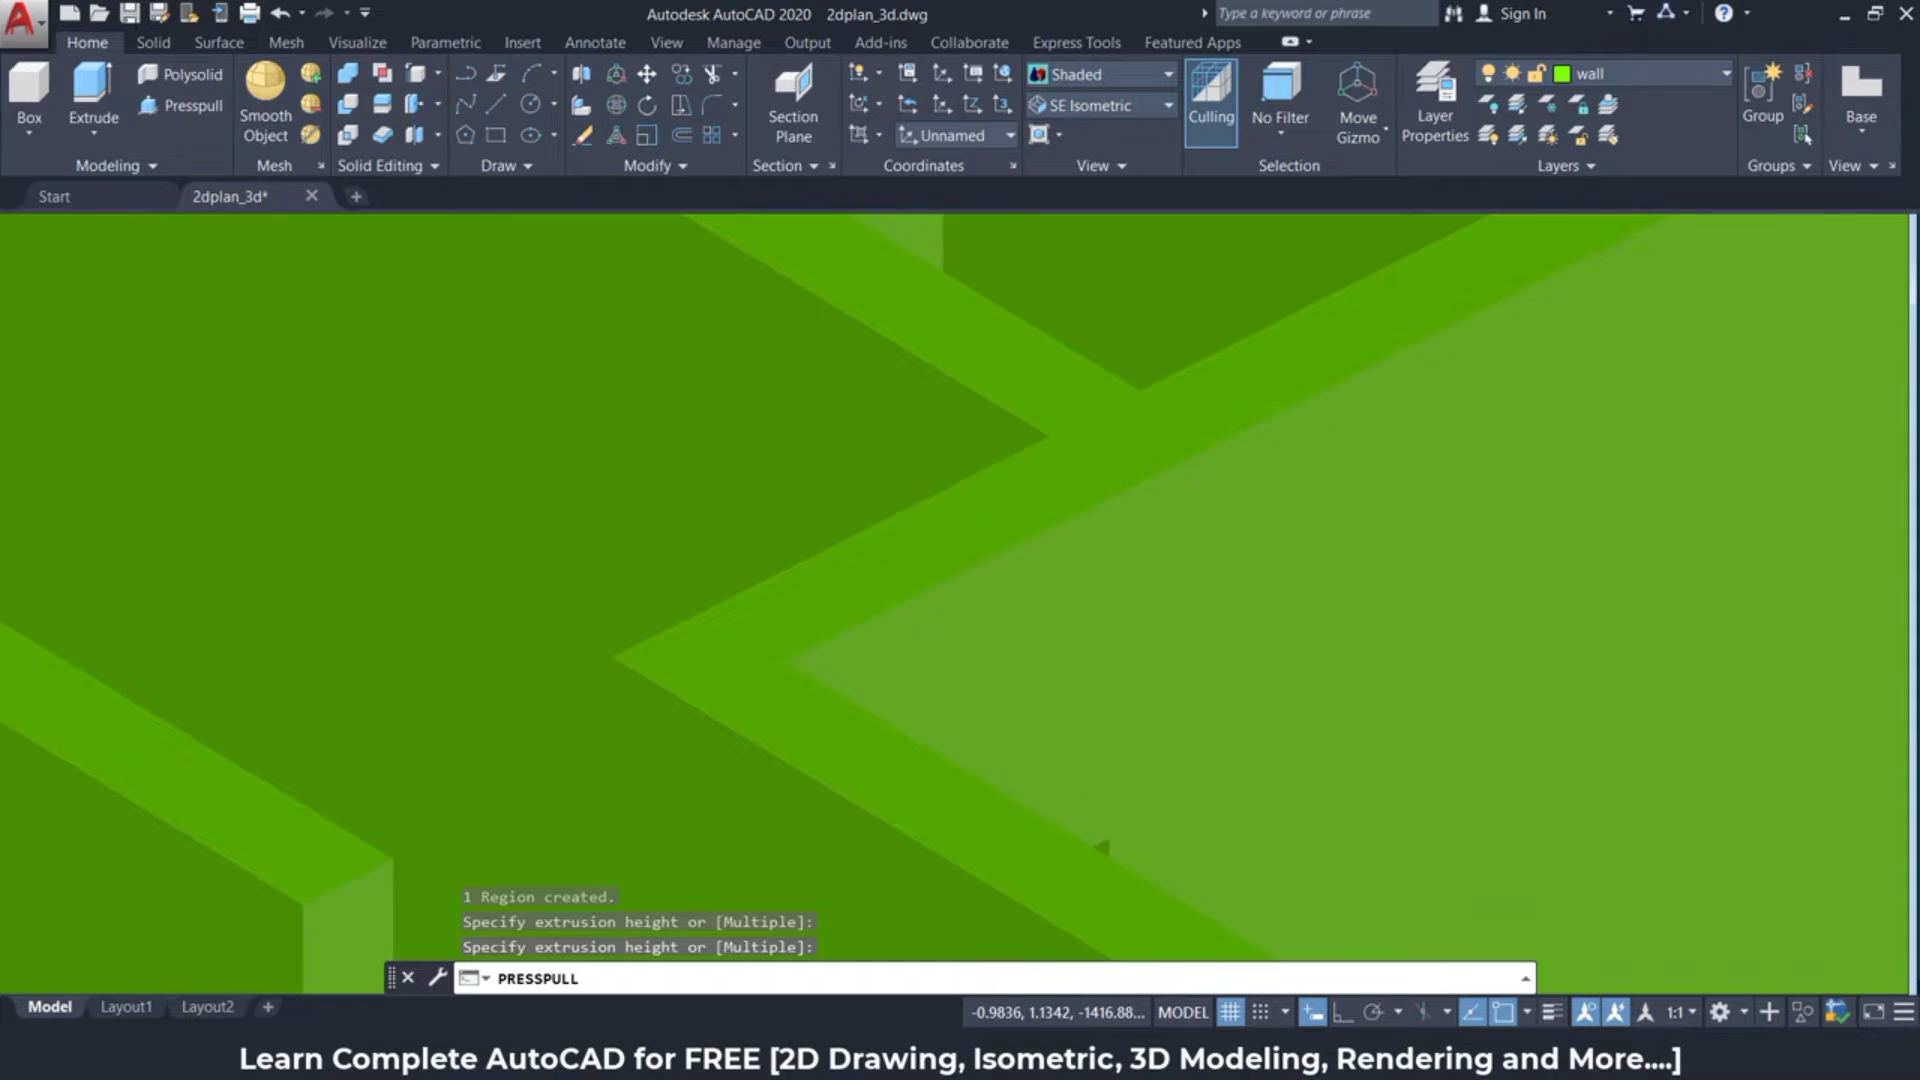 Autodesk AutoCAD 2020   2dplan_3d.dwg
Type a keyword or phrase
Sign In
Home Solid Surface Mesh Visualize Parametric Insert Annotate View Manage Output Add-ins Collaborate Express Tools Featured Apps
Polysolid
Presspull
Box
Extrude
Smooth
Object
Section
Plane
Shaded
SE Isometric
Unnamed
Culling
No Filter
Move
Gizmo
Layer
Properties
wall
Group
Base
Modeling Mesh Solid Editing Draw Modify Section Coordinates View Selection Layers Groups View
Start
2dplan_3d*
1 Region created.
Specify extrusion height or [Multiple]:
Specify extrusion height or [Multiple]:
PRESSPULL
Model Layout1 Layout2
-0.9836, 1.1342, -1416.88... MODEL 1:1
Learn Complete AutoCAD for FREE [2D Drawing, Isometric, 3D Modeling, Rendering and More....]